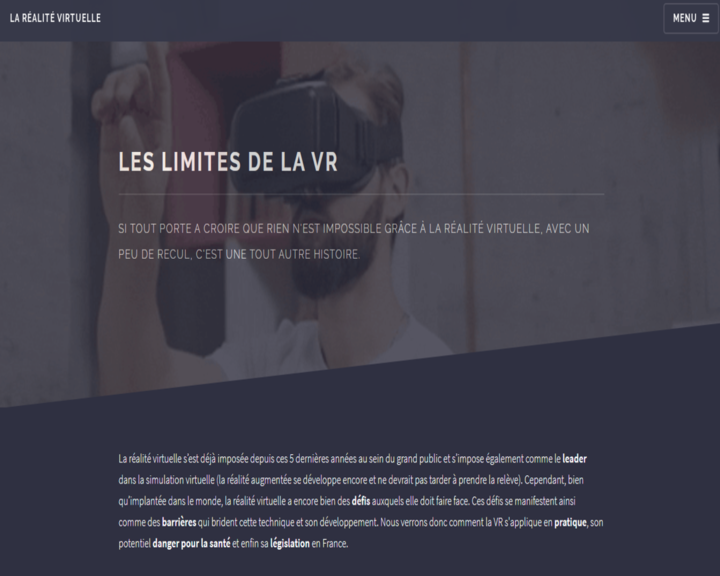 LA RÉALITÉ VIRTUELLE
MENU
LES LIMITES DE LA VR
SI TOUT PORTE A CROIRE QUE RIEN N'EST IMPOSSIBLE GRÂCE À LA RÉALITÉ VIRTUELLE, AVEC UN
PEU DE RECUL, C'EST UNE TOUT AUTRE HISTOIRE.
La réalité virtuelle s'est déjà imposée depuis ces 5 dernières années au sein du grand public et s'impose également comme le leader
dans la simulation virtuelle (la réalité augmentée se développe encore et ne devrait pas tarder à prendre la relève). Cependant, bien
qu'implantée dans le monde, la réalité virtuelle a encore bien des défis auxquels elle doit faire face. Ces défis se manifestent ainsi
comme des barrières qui brident cette technique et son développement. Nous verrons donc comment la VR s'applique en pratique, son
potentiel danger pour la santé et enfin sa législation en France.